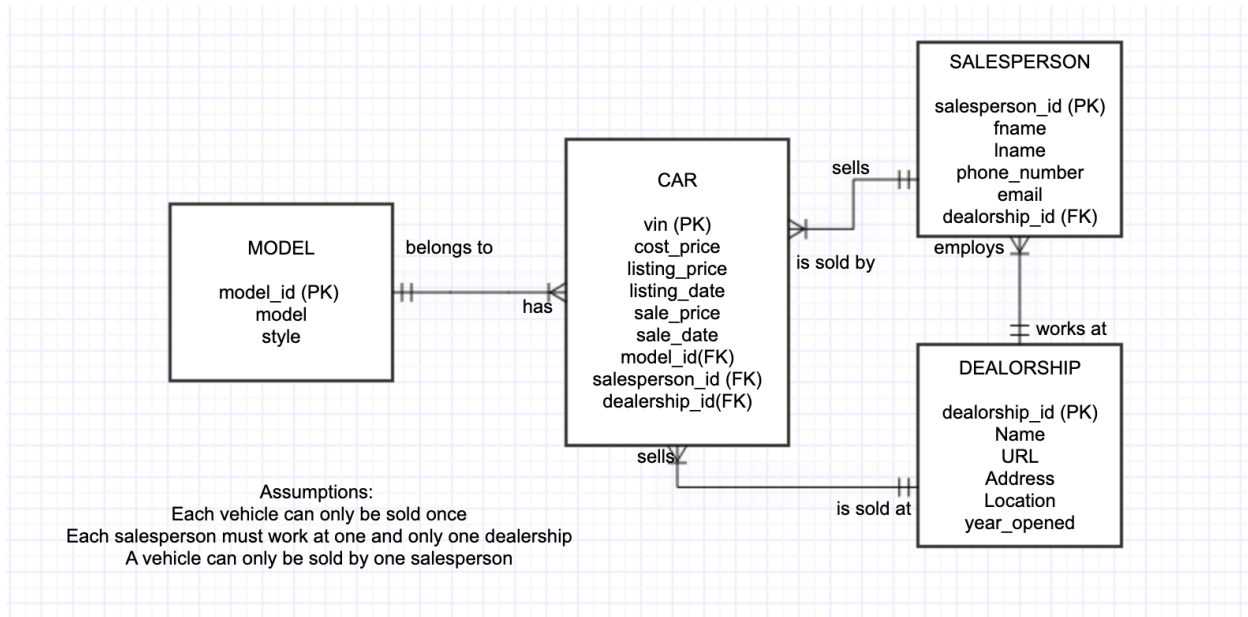 MODEL
model_id (PK)
model
style
belongs to
has
CAR
vin (PK)
cost_price
listing_price
listing_date
sale_price
sale_date
model_id(FK)
salesperson_id (FK)
dealership_id(FK)
sells
is sold by
SALESPERSON
salesperson_id (PK)
fname
lname
phone_number
email
dealorship_id (FK)
employs
works at
DEALORSHIP
dealorship_id (PK)
Name
URL
Address
Location
year_opened
sells
is sold at
Assumptions:
Each vehicle can only be sold once
Each salesperson must work at one and only one dealership
A vehicle can only be sold by one salesperson